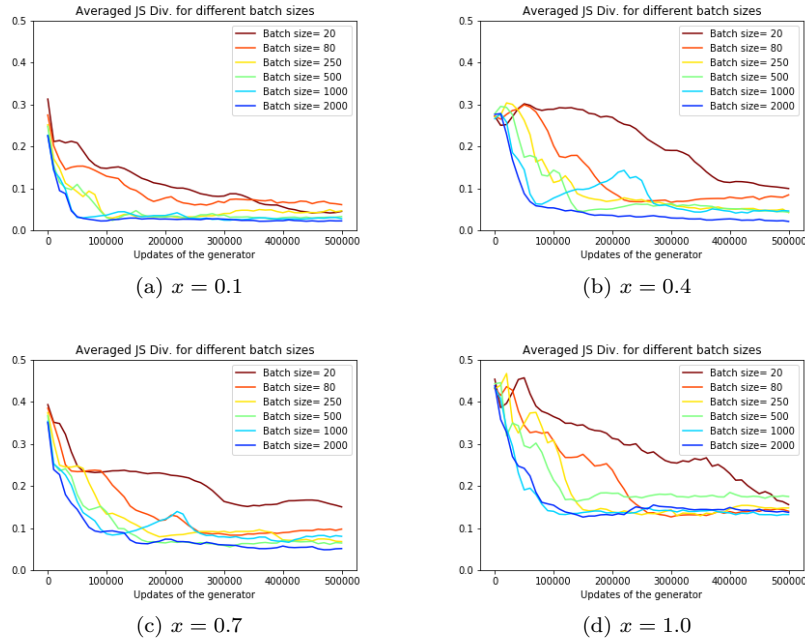 Averaged JS Div. for different batch sizes
0.5
0.4
0.3
0.2
0.1
0.0
Batch size= 20
Batch size= 80
Batch size= 250
Batch size= 500
Batch size= 1000
Batch size= 2000
0 100000 200000 300000 400000 500000
Updates of the generator
(a) x = 0.1
Averaged JS Div. for different batch sizes
0.5
0.4
0.3
0.2
0.1
0.0
Batch size= 20
Batch size= 80
Batch size= 250
Batch size= 500
Batch size= 1000
Batch size= 2000
0 100000 200000 300000 400000 500000
Updates of the generator
(b) x = 0.4
Averaged JS Div. for different batch sizes
0.5
0.4
0.3
0.2
0.1
0.0
Batch size= 20
Batch size= 80
Batch size= 250
Batch size= 500
Batch size= 1000
Batch size= 2000
0 100000 200000 300000 400000 500000
Updates of the generator
(c) x = 0.7
Averaged JS Div. for different batch sizes
0.5
0.4
0.3
0.2
0.1
0.0
Batch size= 20
Batch size= 80
Batch size= 250
Batch size= 500
Batch size= 1000
Batch size= 2000
0 100000 200000 300000 400000 500000
Updates of the generator
(d) x = 1.0